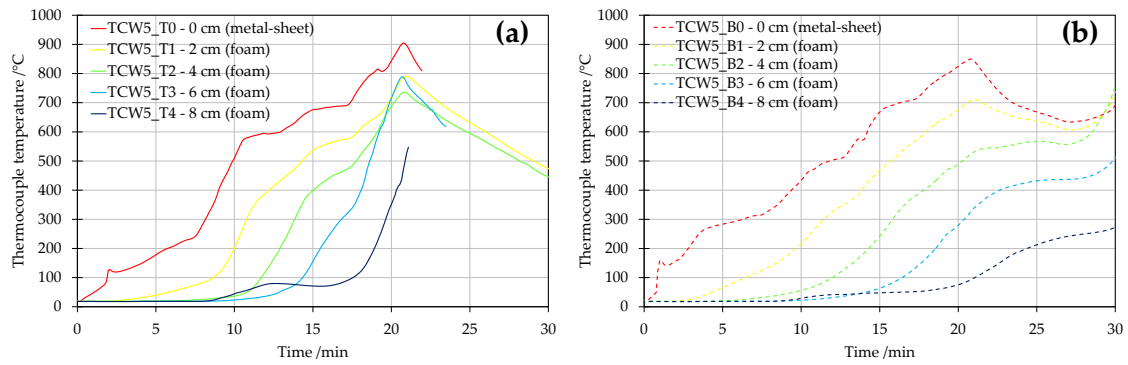 (a)
TCW5_T0 - 0 cm (metal-sheet)
TCW5_T1 - 2 cm (foam)
TCW5_T2 - 4 cm (foam)
TCW5_T3 - 6 cm (foam)
TCW5_T4 - 8 cm (foam)
Thermocouple temperature /°C
1000
900
800
700
600
500
400
300
200
100
0
0
5
10
15
20
25
30
Time /min
(b)
TCW5_B0 - 0 cm (metal-sheet)
TCW5_B1 - 2 cm (foam)
TCW5_B2 - 4 cm (foam)
TCW5_B3 - 6 cm (foam)
TCW5_B4 - 8 cm (foam)
Thermocouple temperature /°C
1000
900
800
700
600
500
400
300
200
100
0
0
5
10
15
20
25
30
Time /min